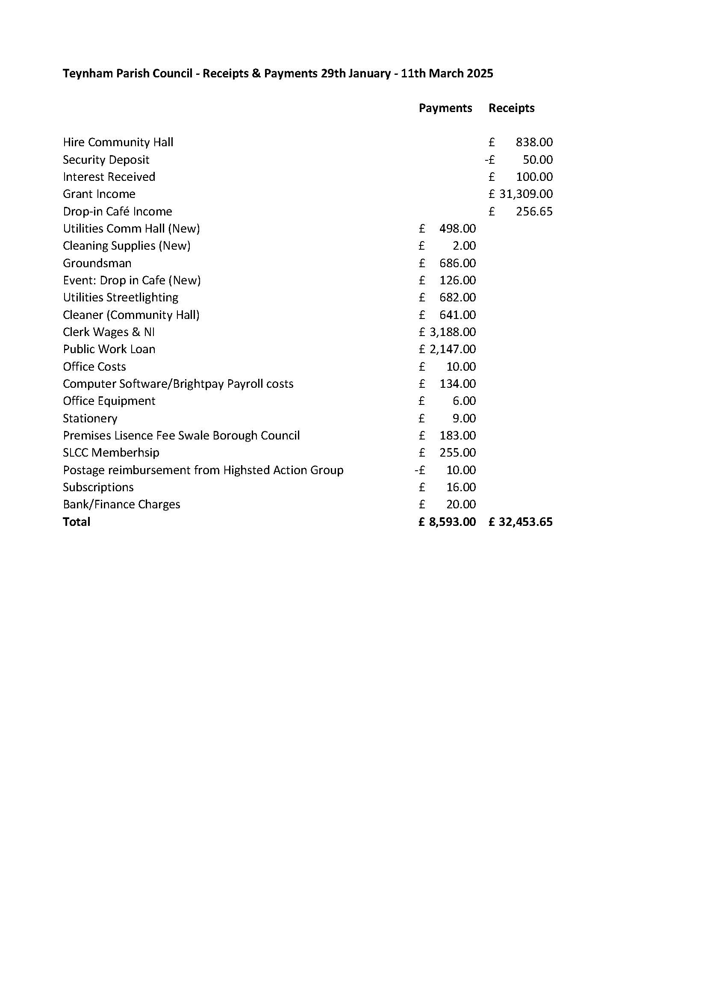 Teynham Parish Council - Receipts & Payments 29th January - 11th March 2025
Payments Receipts
Hire Community Hall £ 838.00
Security Deposit -£ 50.00
Interest Received £ 100.00
Grant Income £ 31,309.00
Drop-in Café Income £ 256.65
Utilities Comm Hall (New) £ 498.00
Cleaning Supplies (New) £ 2.00
Groundsman £ 686.00
Event: Drop in Cafe (New) £ 126.00
Utilities Streetlighting £ 682.00
Cleaner (Community Hall) £ 641.00
Clerk Wages & NI £ 3,188.00
Public Work Loan £ 2,147.00
Office Costs £ 10.00
Computer Software/Brightpay Payroll costs £ 134.00
Office Equipment £ 6.00
Stationery £ 9.00
Premises Lisence Fee Swale Borough Council £ 183.00
SLCC Memberhsip £ 255.00
Postage reimbursement from Highsted Action Group -£ 10.00
Subscriptions £ 16.00
Bank/Finance Charges £ 20.00
Total £ 8,593.00 £ 32,453.65